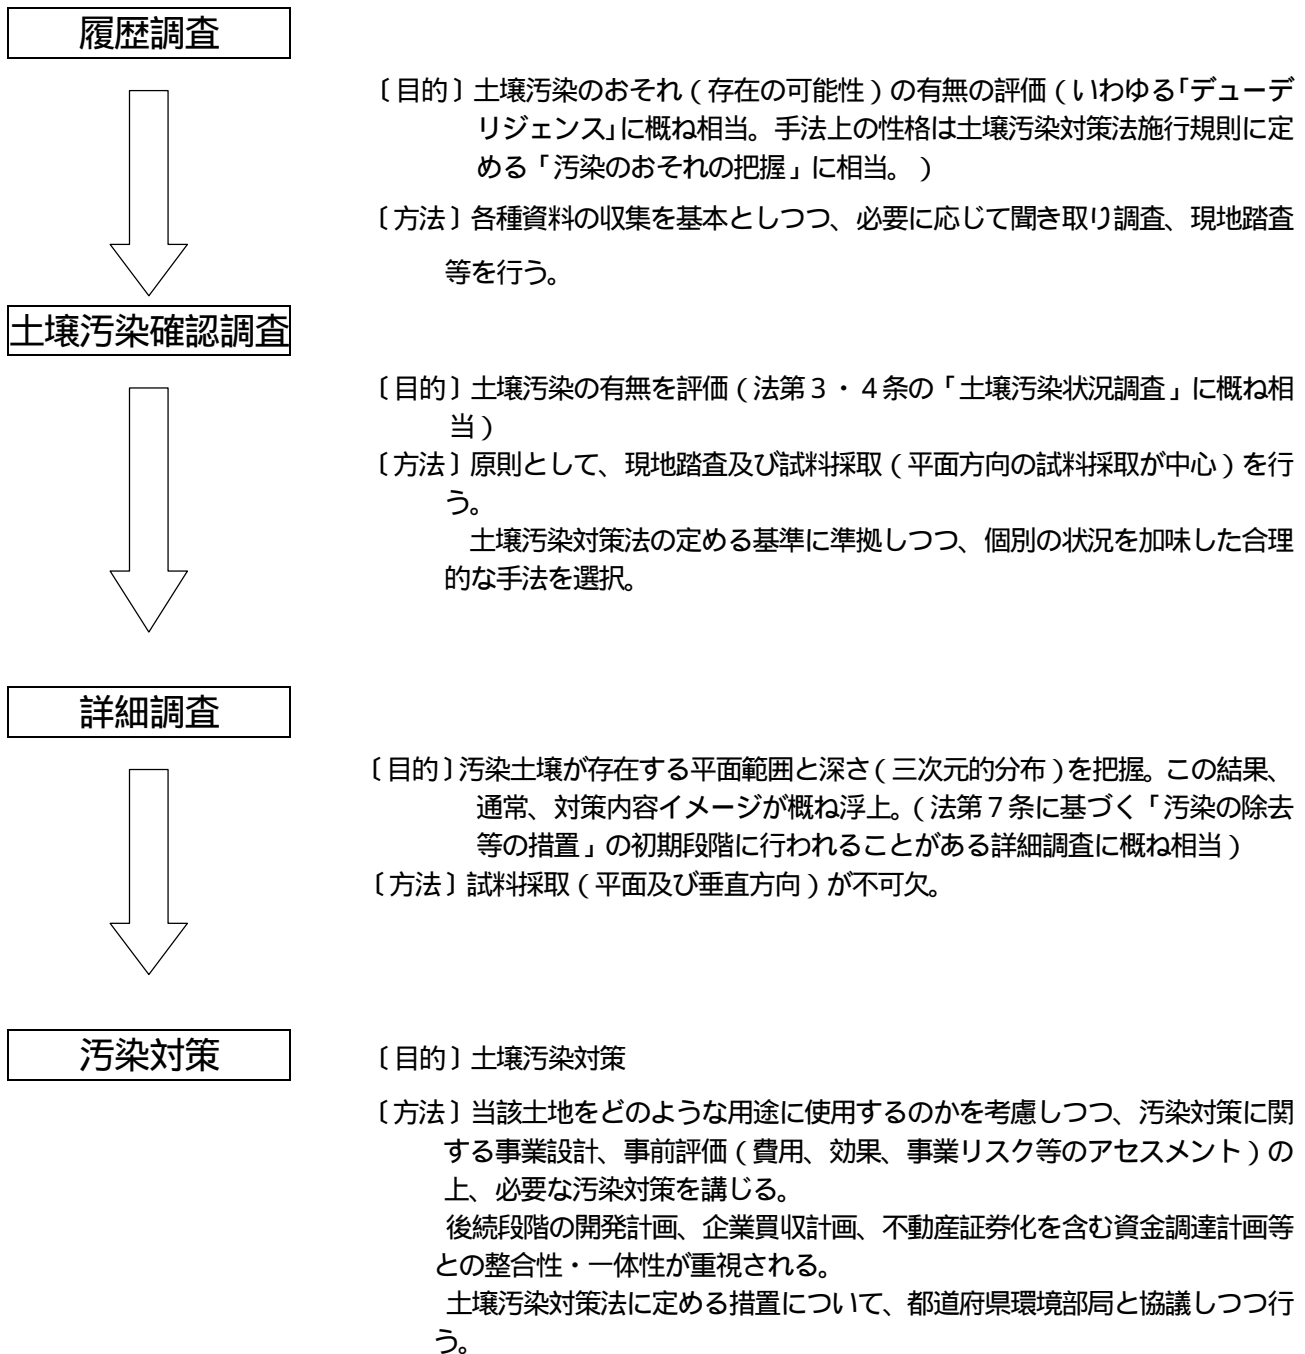 履歴調査
〔目的〕土壌汚染のおそれ(存在の可能性)の有無の評価(いわゆる「デューデ
リジェンス」に概ね相当。手法上の性格は土壌汚染対策法施行規則に定
める「汚染のおそれの把握」に相当。)
〔方法〕各種資料の収集を基本としつつ、必要に応じて聞き取り調査、現地踏査
等を行う。
土壌汚染確認調査
〔目的〕土壌汚染の有無を評価(法第3・4条の「土壌汚染状況調査」に概ね相
当)
〔方法〕原則として、現地踏査及び試料採取(平面方向の試料採取が中心)を行
う。
土壌汚染対策法の定める基準に準拠しつつ、個別の状況を加味した合理
的な手法を選択。
詳細調査
〔目的〕汚染土壌が存在する平面範囲と深さ(三次元的分布)を把握。この結果、
通常、対策内容イメージが概ね浮上。(法第7条に基づく「汚染の除去
等の措置」の初期段階に行われることがある詳細調査に概ね相当)
〔方法〕試料採取(平面及び垂直方向)が不可欠。
汚染対策
〔目的〕土壌汚染対策
〔方法〕当該土地をどのような用途に使用するのかを考慮しつつ、汚染対策に関
する事業設計、事前評価(費用、効果、事業リスク等のアセスメント)の
上、必要な汚染対策を講じる。
後続段階の開発計画、企業買収計画、不動産証券化を含む資金調達計画等
との整合性・一体性が重視される。
土壌汚染対策法に定める措置について、都道府県環境部局と協議しつつ行
う。